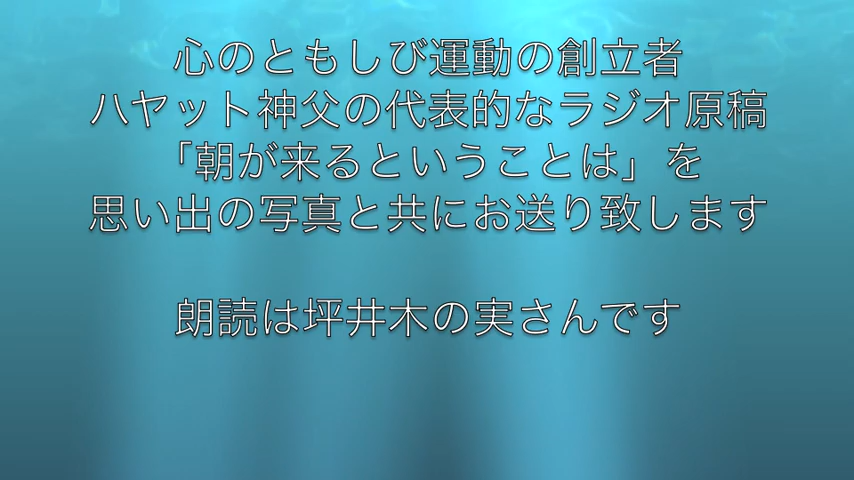 心のともしび運動の創立者
ハヤット神父の代表的なラジオ原稿
「朝が来るということは」を
思い出の写真と共にお送り致します
朗読は坪井木の実さんです